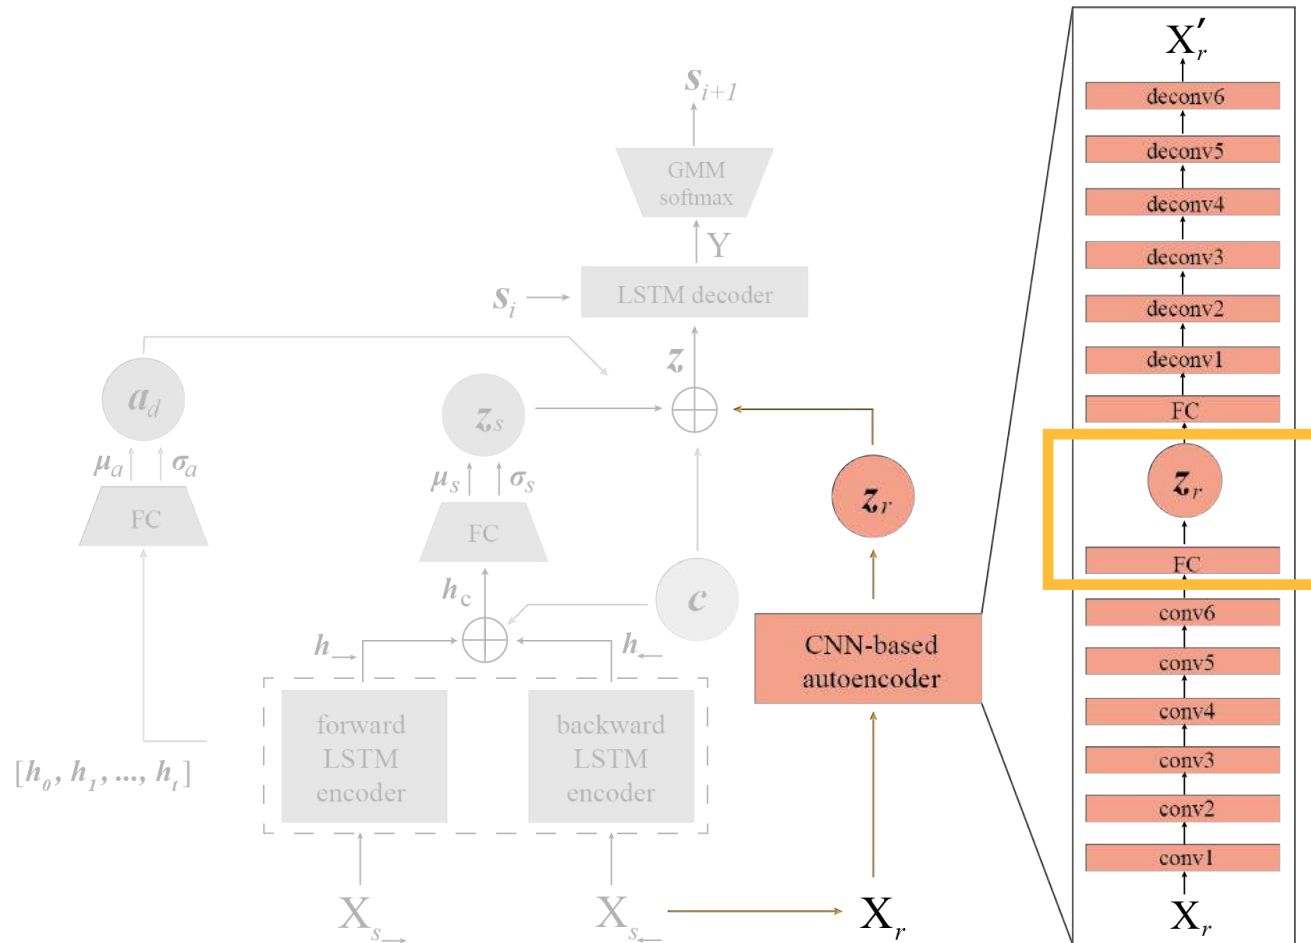 s_{i+1}
GMM
softmax
Y
s_i
LSTM decoder
z
a_d
z_s
μ_a
σ_a
μ_s
σ_s
FC
FC
z_r
h_c
c
h→
h←
CNN-based
autoencoder
forward
LSTM
encoder
backward
LSTM
encoder
[h_0, h_1, ..., h_t]
X_{s→}
X_{s←}
X_r
X′_r
deconv6
deconv5
deconv4
deconv3
deconv2
deconv1
FC
z_r
FC
conv6
conv5
conv4
conv3
conv2
conv1
X_r